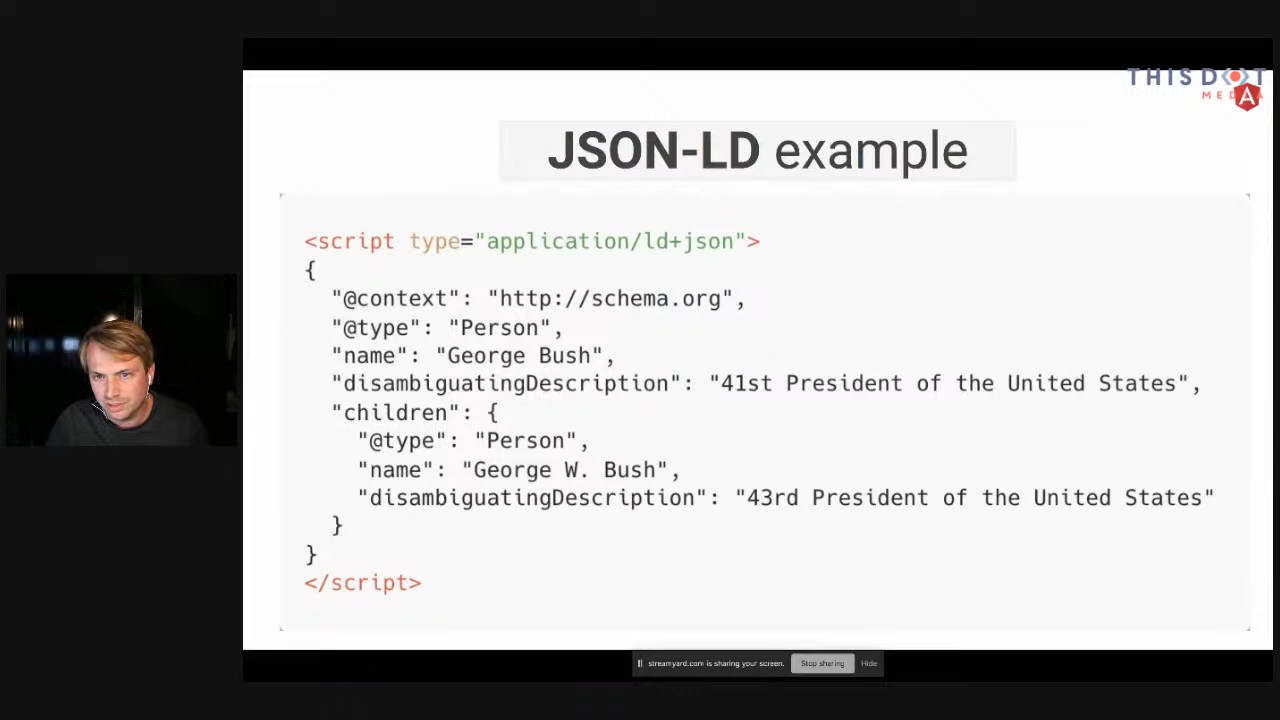 THIS DOT
MEDIA
JSON-LD example
<script type="application/ld+json">
{
"@context": "http://schema.org",
"@type": "Person",
"name": "George Bush",
"disambiguatingDescription": "41st President of the United States",
"children": {
"@type": "Person",
"name": "George W. Bush",
"disambiguatingDescription": "43rd President of the United States"
}
}
</script>
streamyard.com is sharing your screen.
Stop sharing
Hide